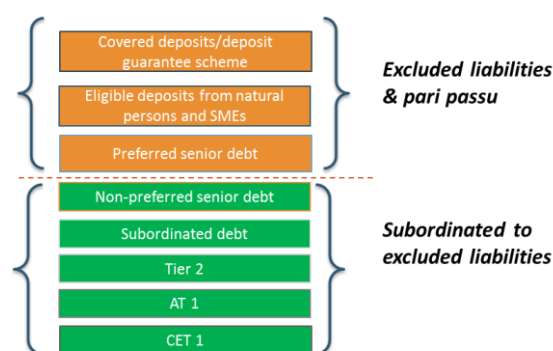 Covered deposits/deposit
guarantee scheme
Eligible deposits from natural
persons and SMEs
Preferred senior debt
Excluded liabilities
& pari passu
Non-preferred senior debt
Subordinated debt
Tier 2
AT 1
CET 1
Subordinated to
excluded liabilities